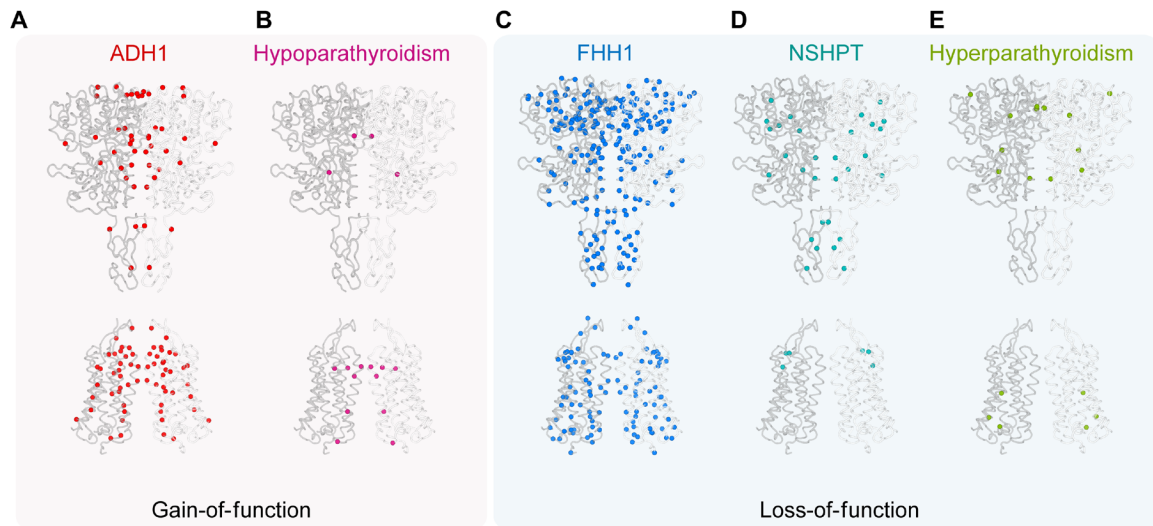 A B C D E
ADH1 Hypoparathyroidism FHH1 NSHPT Hyperparathyroidism
Gain-of-function Loss-of-function